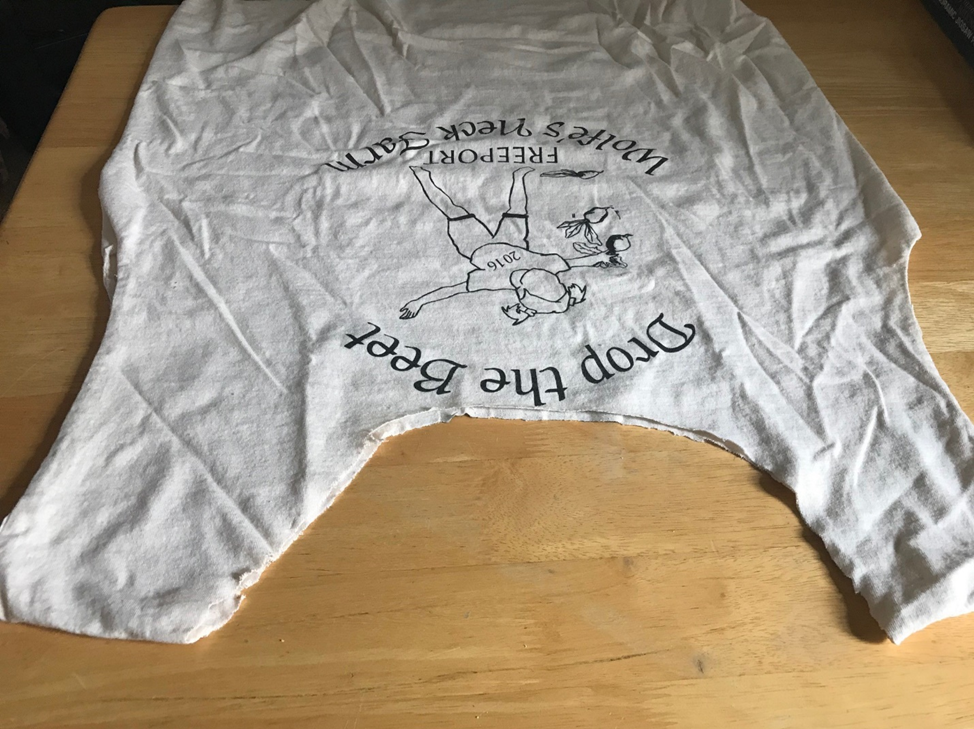 Drop the Beet
2016
FREEPORT
Wolfe's Neck Farm